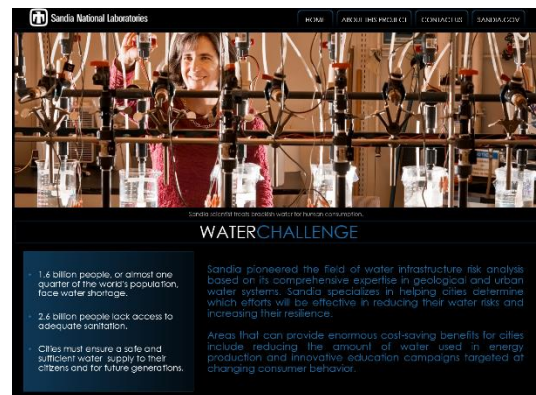 Sandia National Laboratories
HOME
ABOUT THIS PROJECT
CONTACT US
SANDIA.GOV
Sandia scientist treats brackish water for human consumption.
WATERCHALLENGE
1.6 billion people, or almost one
quarter of the world's population,
face water shortage.
2.6 billion people lack access to
adequate sanitation.
Cities must ensure a safe and
sufficient water supply to their
citizens and for future generations.
Sandia pioneered the field of water infrastructure risk analysis
based on its comprehensive expertise in geological and urban
water systems. Sandia specializes in helping cities determine
which efforts will be effective in reducing their water risks and
increasing their resilience.
Areas that can provide enormous cost-saving benefits for cities
include reducing the amount of water used in energy
production and innovative education campaigns targeted at
changing consumer behavior.